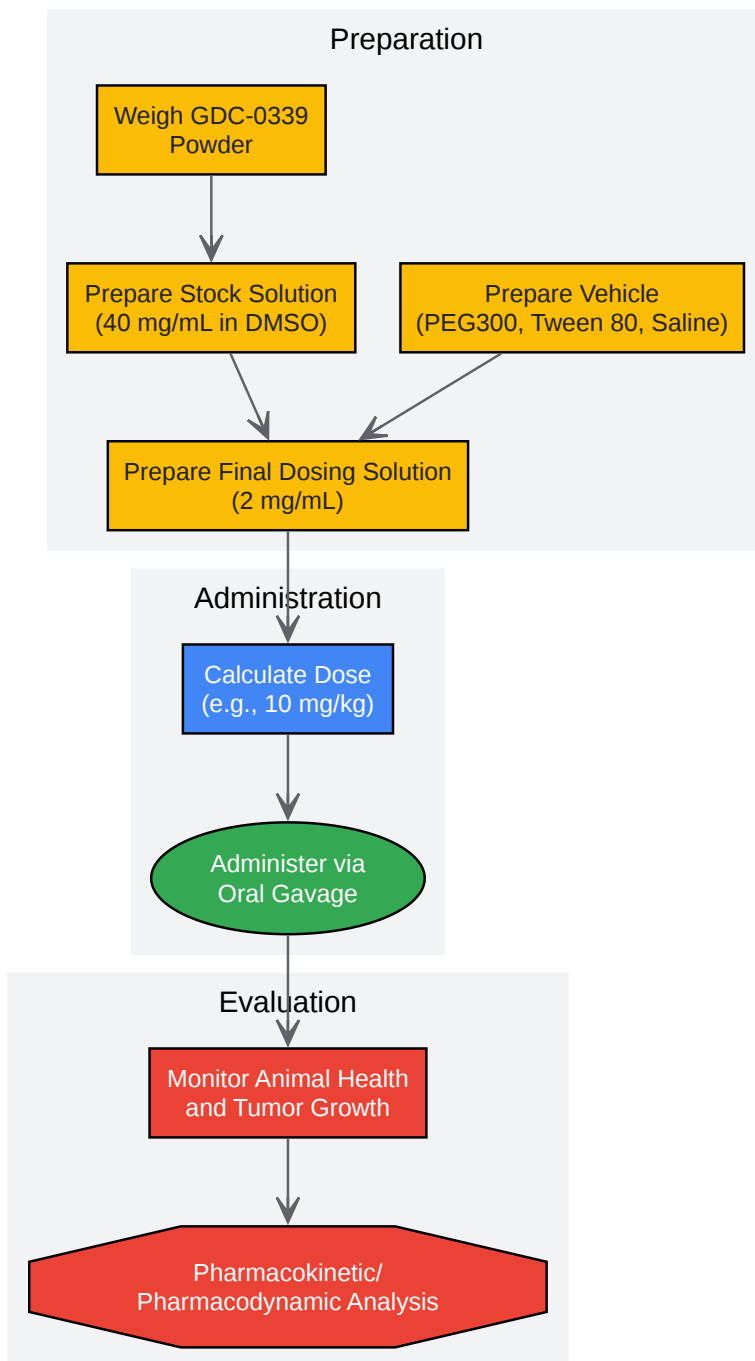 Preparation
Weigh GDC-0339
Powder
Prepare Stock Solution
(40 mg/mL in DMSO)
Prepare Vehicle
(PEG300, Tween 80, Saline)
Prepare Final Dosing Solution
(2 mg/mL)
Administration
Calculate Dose
(e.g., 10 mg/kg)
Administer via
Oral Gavage
Evaluation
Monitor Animal Health
and Tumor Growth
Pharmacokinetic/
Pharmacodynamic Analysis